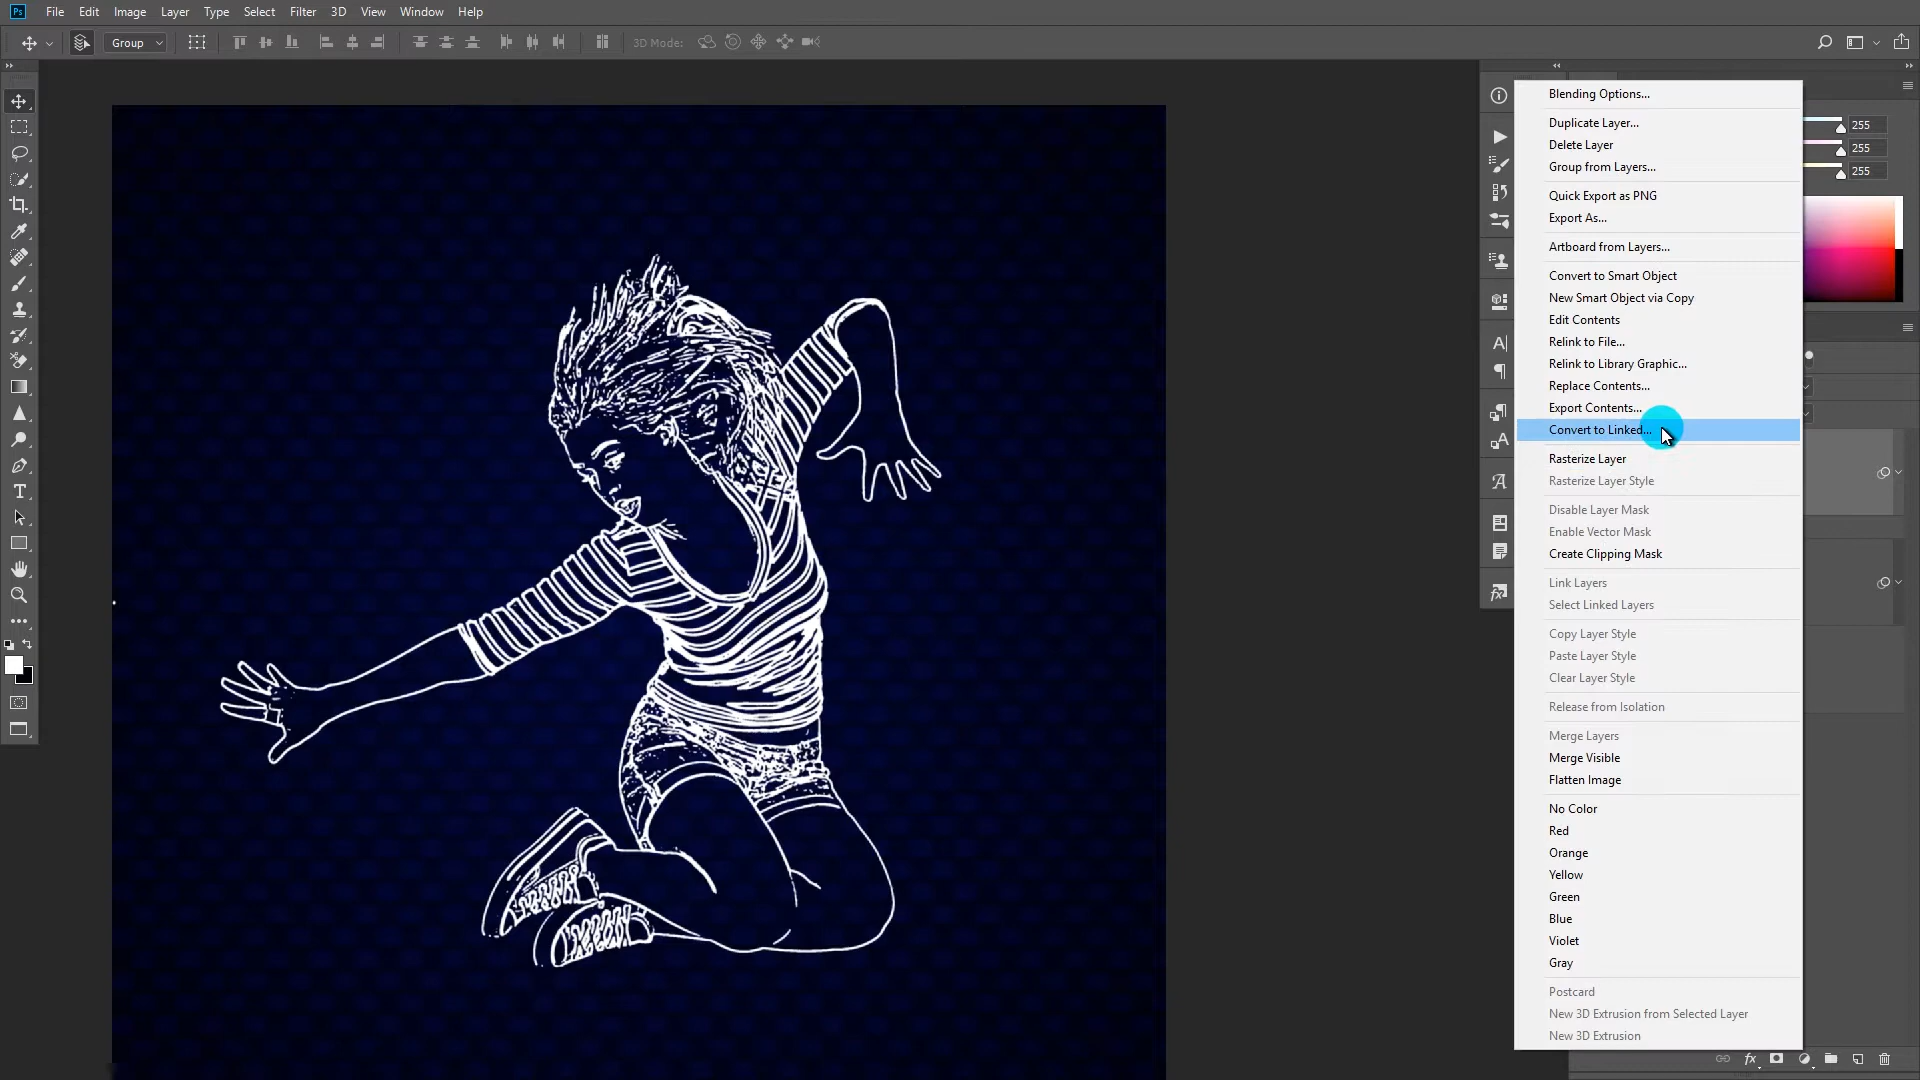 Ps File Edit Image Layer Type Select Filter 3D View Window Help
Group 3D Mode:
Blending Options...
Duplicate Layer...
Delete Layer
Group from Layers...
Quick Export as PNG
Export As...
Artboard from Layers...
Convert to Smart Object
New Smart Object via Copy
Edit Contents
Relink to File...
Relink to Library Graphic...
Replace Contents...
Export Contents...
Convert to Linked...
Rasterize Layer
Rasterize Layer Style
Disable Layer Mask
Enable Vector Mask
Create Clipping Mask
Link Layers
Select Linked Layers
Copy Layer Style
Paste Layer Style
Clear Layer Style
Release from Isolation
Merge Layers
Merge Visible
Flatten Image
No Color
Red
Orange
Yellow
Green
Blue
Violet
Gray
Postcard
New 3D Extrusion from Selected Layer
New 3D Extrusion
255
255
255
fx